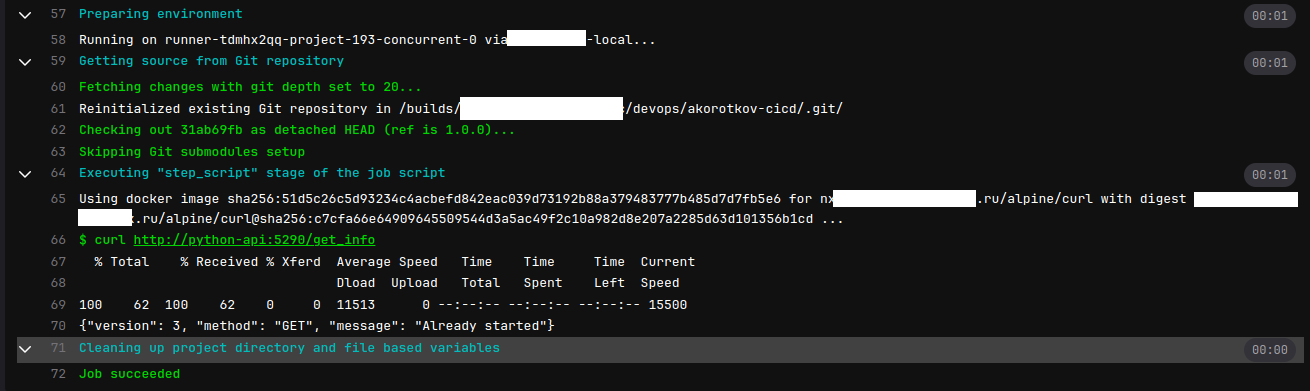 57 Preparing environment 00:01
58 Running on runner-tdmhx2qq-project-193-concurrent-0 via -local...
59 Getting source from Git repository 00:01
60 Fetching changes with git depth set to 20...
61 Reinitialized existing Git repository in /builds/ /devops/akorotkov-cicd/.git/
62 Checking out 31ab69fb as detached HEAD (ref is 1.0.0)...
63 Skipping Git submodules setup
64 Executing "step_script" stage of the job script 00:01
65 Using docker image sha256:51d5c26c5d93234c4acbefd842eac039d73192b88a379483777b485d7d7fb5e6 for nx .ru/alpine/curl with digest
.ru/alpine/curl@sha256:c7cfa66e64909645509544d3a5ac49f2c10a982d8e207a2285d63d101356b1cd ...
66 $ curl http://python-api:5290/get_info
67 % Total % Received % Xferd Average Speed Time Time Time Current
68 Dload Upload Total Spent Left Speed
69 100 62 100 62 0 0 11513 0 --:--:-- --:--:-- --:--:-- 15500
70 {"version": 3, "method": "GET", "message": "Already started"}
71 Cleaning up project directory and file based variables 00:00
72 Job succeeded